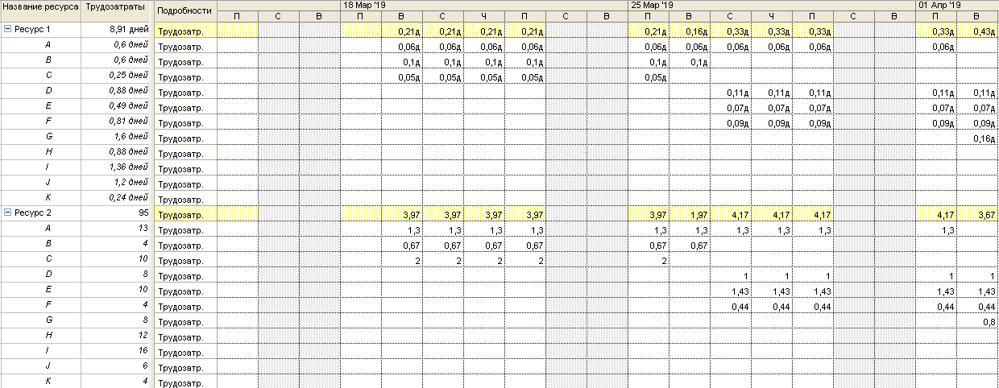 Название ресурса Трудозатраты Подробности 18 Мар '19 25 Мар '19 01 Апр '19
П С В П В С Ч П С В П В С Ч П С В П В
Ресурс 1 8,91 дней Трудозатр. 0,21д 0,21д 0,21д 0,21д 0,21д 0,16д 0,33д 0,33д 0,33д 0,33д 0,43д
A 0,6 дней Трудозатр. 0,06д 0,06д 0,06д 0,06д 0,06д 0,06д 0,06д 0,06д 0,06д 0,06д
B 0,6 дней Трудозатр. 0,1д 0,1д 0,1д 0,1д 0,1д 0,1д
C 0,25 дней Трудозатр. 0,05д 0,05д 0,05д 0,05д 0,05д
D 0,88 дней Трудозатр. 0,11д 0,11д 0,11д 0,11д 0,11д
E 0,49 дней Трудозатр. 0,07д 0,07д 0,07д 0,07д 0,07д
F 0,81 дней Трудозатр. 0,09д 0,09д 0,09д 0,09д 0,09д
G 1,6 дней Трудозатр. 0,16д
H 0,88 дней Трудозатр.
I 1,36 дней Трудозатр.
J 1,2 дней Трудозатр.
K 0,24 дней Трудозатр.
Ресурс 2 95 Трудозатр. 3,97 3,97 3,97 3,97 3,97 1,97 4,17 4,17 4,17 4,17 3,67
A 13 Трудозатр. 1,3 1,3 1,3 1,3 1,3 1,3 1,3 1,3 1,3 1,3
B 4 Трудозатр. 0,67 0,67 0,67 0,67 0,67 0,67
C 10 Трудозатр. 2 2 2 2 2
D 8 Трудозатр. 1 1 1 1 1
E 10 Трудозатр. 1,43 1,43 1,43 1,43 1,43
F 4 Трудозатр. 0,44 0,44 0,44 0,44 0,44
G 8 Трудозатр. 0,8
H 12 Трудозатр.
I 16 Трудозатр.
J 6 Трудозатр.
K 4 Трудозатр.